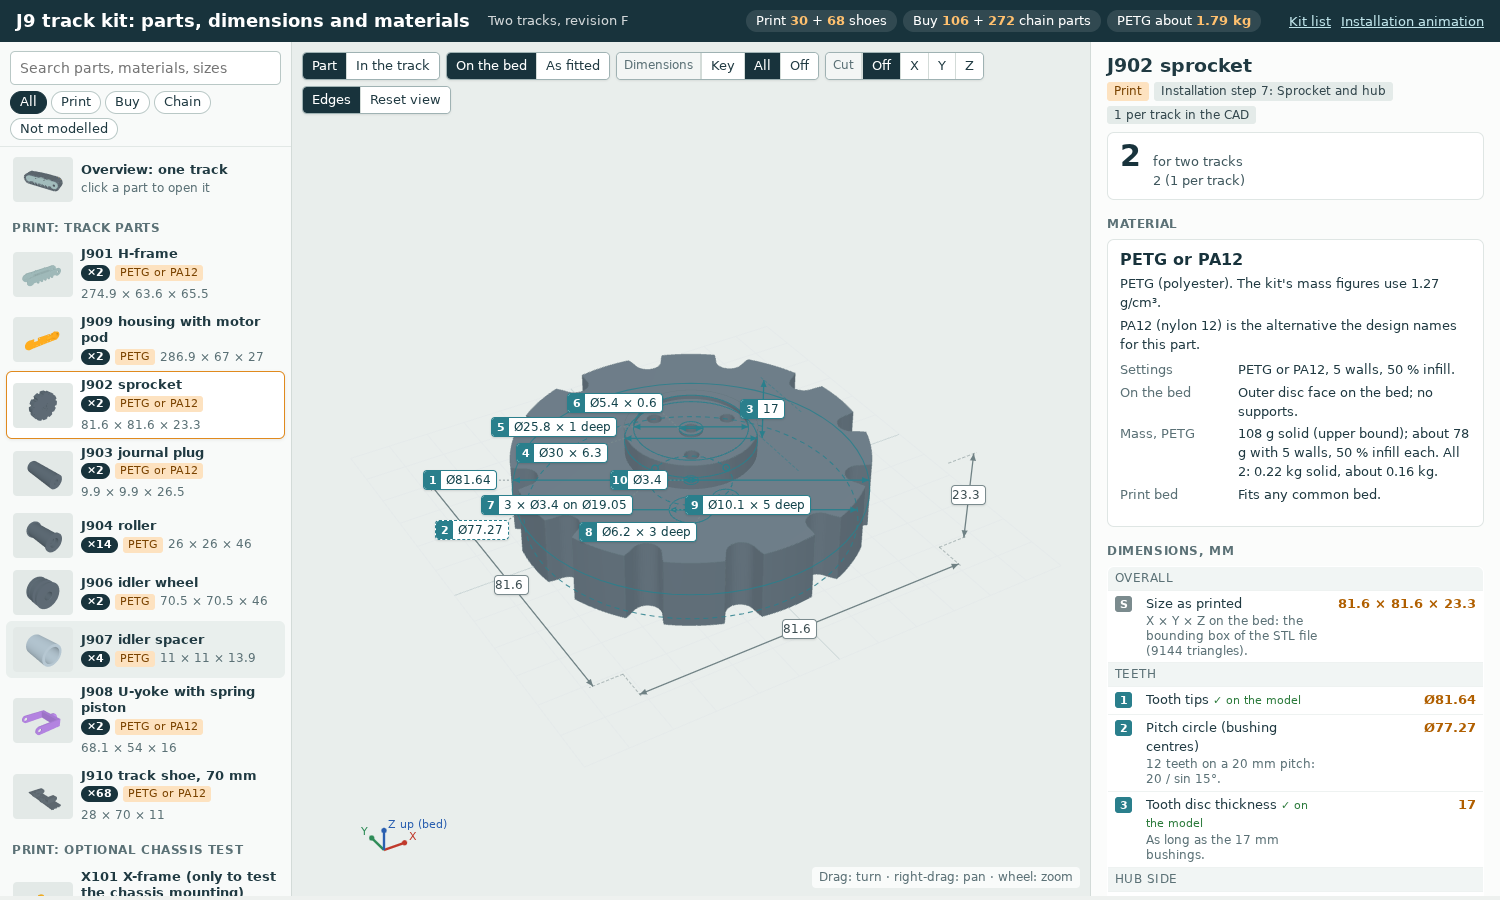 J9 track kit: parts, dimensions and materials
Two tracks, revision F
Print 30 + 68 shoes
Buy 106 + 272 chain parts
PETG about 1.79 kg
Kit list
Installation animation
Search parts, materials, sizes
All
Print
Buy
Chain
Not modelled
Overview: one track
click a part to open it
PRINT: TRACK PARTS
J901 H-frame
×2 PETG or PA12
274.9 × 63.6 × 65.5
J909 housing with motor
pod
×2 PETG 286.9 × 67 × 27
J902 sprocket
×2 PETG or PA12
81.6 × 81.6 × 23.3
J903 journal plug
×2 PETG or PA12
9.9 × 9.9 × 26.5
J904 roller
×14 PETG 26 × 26 × 46
J906 idler wheel
×2 PETG 70.5 × 70.5 × 46
J907 idler spacer
×4 PETG 11 × 11 × 13.9
J908 U-yoke with spring
piston
×2 PETG or PA12
68.1 × 54 × 16
J910 track shoe, 70 mm
×68 PETG or PA12
28 × 70 × 11
PRINT: OPTIONAL CHASSIS TEST
X101 X-frame (only to test
the chassis mounting)
Part
In the track
On the bed
As fitted
Dimensions
Key
All
Off
Cut
Off
X
Y
Z
Edges
Reset view
6 Ø5.4 × 0.6
3 17
5 Ø25.8 × 1 deep
4 Ø30 × 6.3
1 Ø81.64
10 Ø3.4
7 3 × Ø3.4 on Ø19.05
9 Ø10.1 × 5 deep
2 Ø77.27
8 Ø6.2 × 3 deep
23.3
81.6
81.6
Y
Z up (bed)
X
Drag: turn · right-drag: pan · wheel: zoom
J902 sprocket
Print
Installation step 7: Sprocket and hub
1 per track in the CAD
2 for two tracks
2 (1 per track)
MATERIAL
PETG or PA12
PETG (polyester). The kit's mass figures use 1.27
g/cm³.
PA12 (nylon 12) is the alternative the design names
for this part.
Settings PETG or PA12, 5 walls, 50 % infill.
On the bed Outer disc face on the bed; no
supports.
Mass, PETG 108 g solid (upper bound); about 78
g with 5 walls, 50 % infill each. All
2: 0.22 kg solid, about 0.16 kg.
Print bed Fits any common bed.
DIMENSIONS, MM
OVERALL
S Size as printed 81.6 × 81.6 × 23.3
X × Y × Z on the bed: the
bounding box of the STL file
(9144 triangles).
TEETH
1 Tooth tips ✓ on the model Ø81.64
2 Pitch circle (bushing Ø77.27
centres)
12 teeth on a 20 mm pitch:
20 / sin 15°.
3 Tooth disc thickness ✓ on 17
the model
As long as the 17 mm
bushings.
HUB SIDE